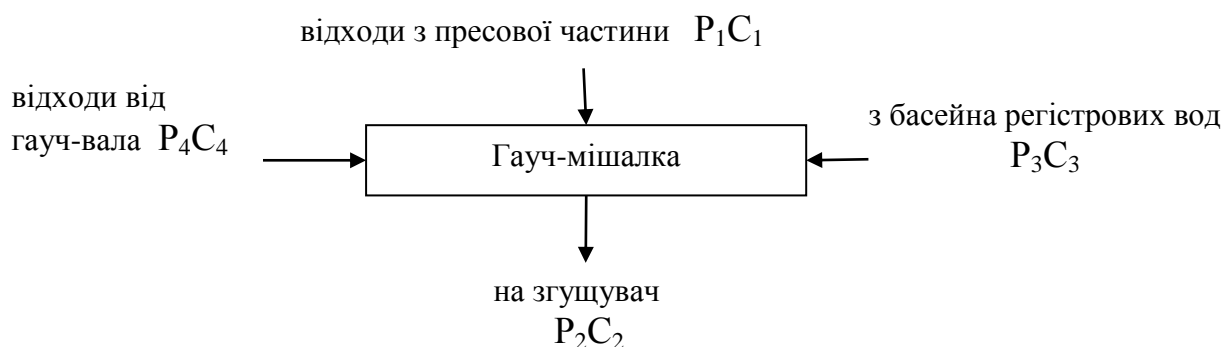 відходи з пресової частини P₁C₁
відходи від
гауч-вала P₄C₄
Гауч-мішалка
з басейна регістрових вод
P₃C₃
на згущувач
P₂C₂